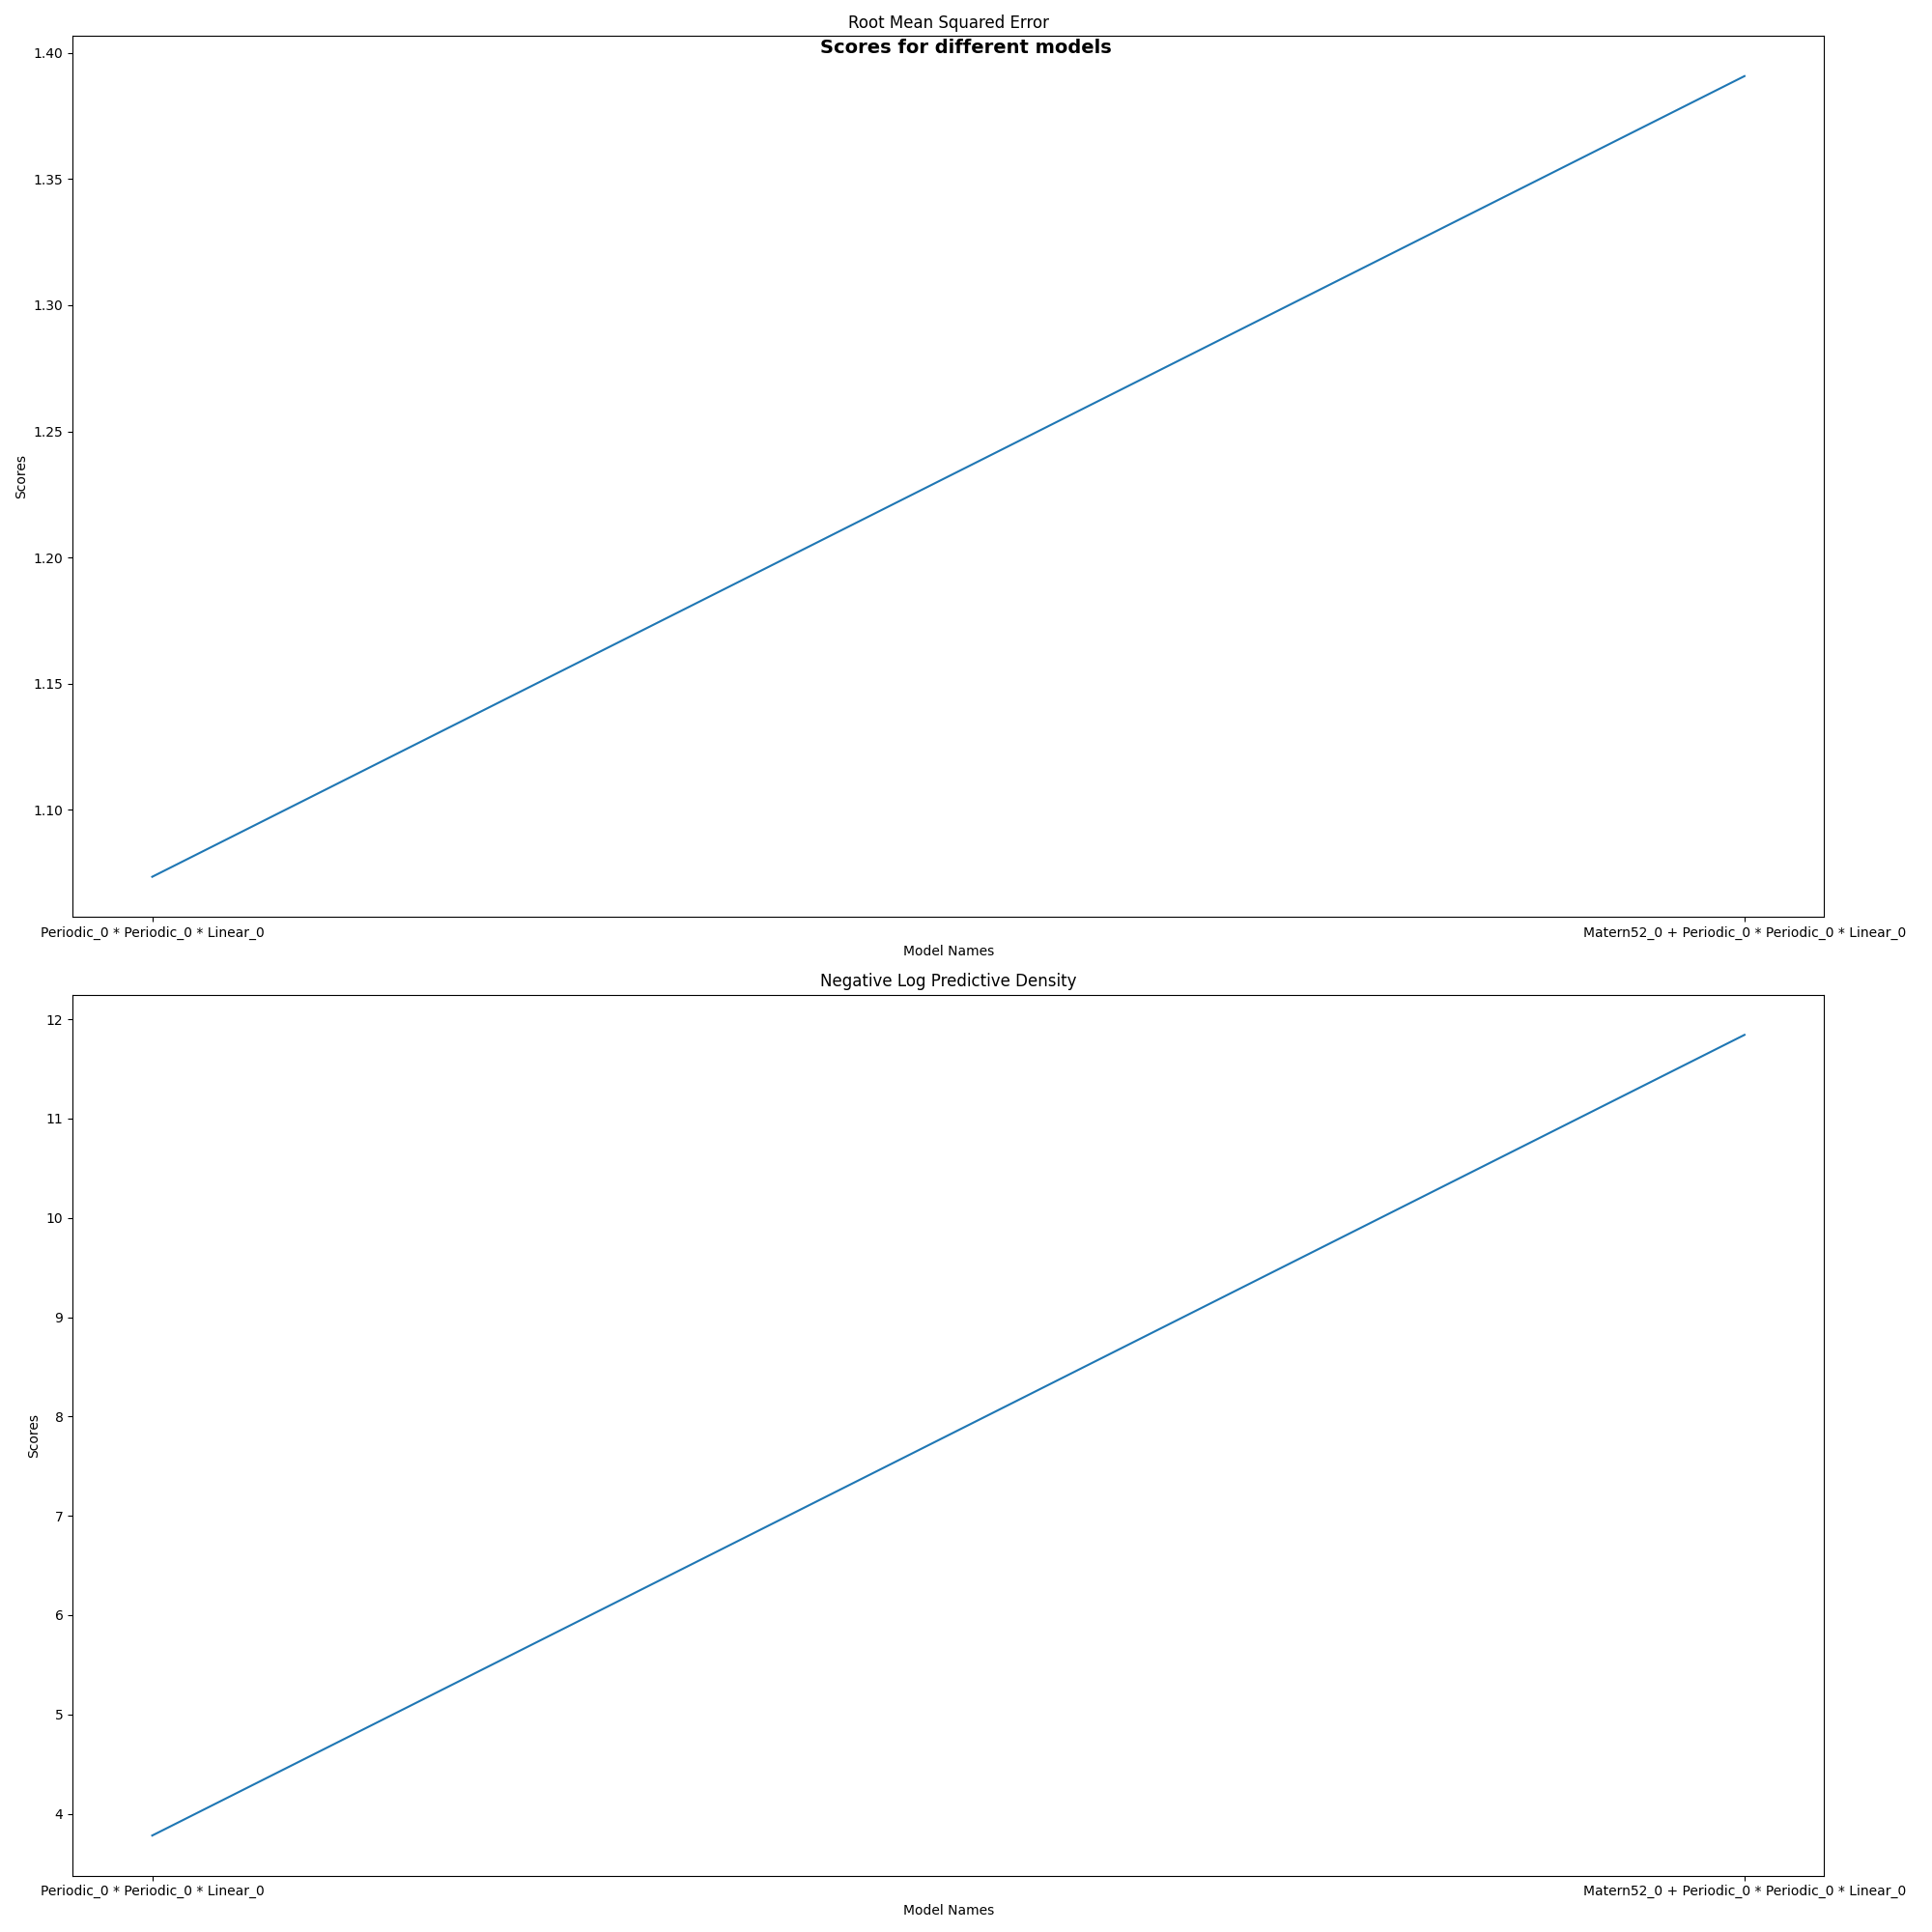 Root Mean Squared Error
Scores for different models
1.40
1.35
1.30
1.25
1.20
1.15
1.10
Scores
Periodic_0 * Periodic_0 * Linear_0
Matern52_0 + Periodic_0 * Periodic_0 * Linear_0
Model Names
Negative Log Predictive Density
12
11
10
9
8
7
6
5
4
Scores
Periodic_0 * Periodic_0 * Linear_0
Matern52_0 + Periodic_0 * Periodic_0 * Linear_0
Model Names